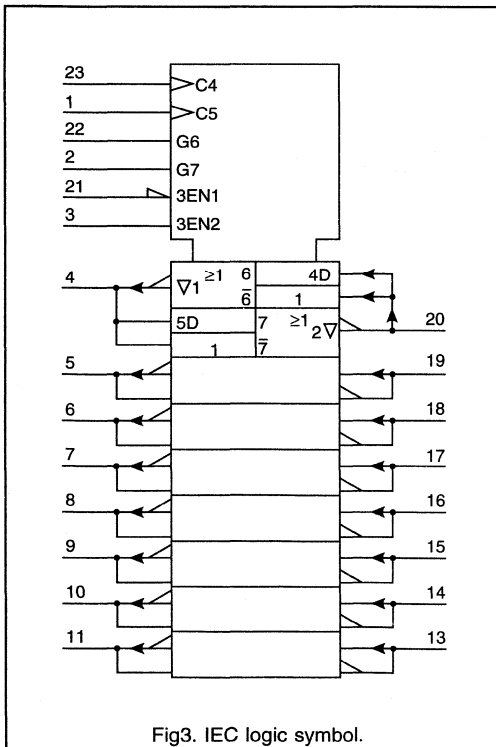 23 C4
1 C5
22 G6
2 G7
21 3EN1
3 3EN2
4 ▽1 ≥1 6 4D
6̅ 1
5D 7 ≥1 2▽ 20
1 7̅
5 19
6 18
7 17
8 16
9 15
10 14
11 13
Fig3. IEC logic symbol.